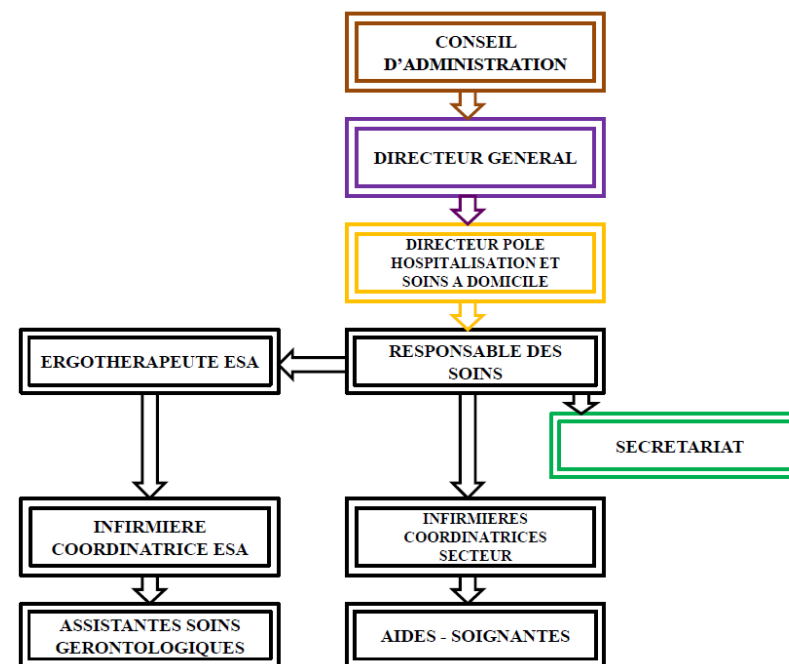 CONSEIL
D'ADMINISTRATION
DIRECTEUR GENERAL
DIRECTEUR POLE
HOSPITALISATION ET
SOINS A DOMICILE
ERGOTHERAPEUTE ESA
RESPONSABLE DES
SOINS
SECRETARIAT
INFIRMIERE
COORDINATRICE ESA
INFIRMIERES
COORDINATRICES
SECTEUR
ASSISTANTES SOINS
GERONTOLOGIQUES
AIDES - SOIGNANTES